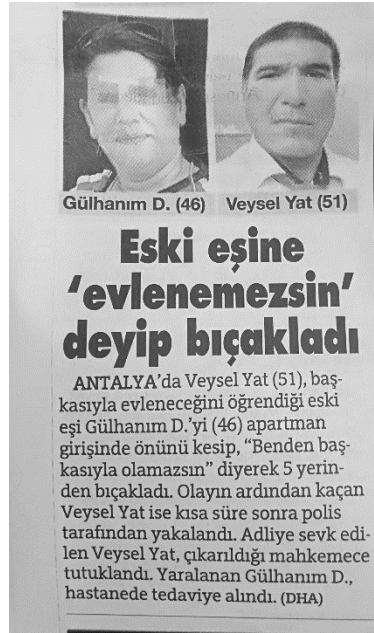 Gülhanım D. (46) Veysel Yat (51)
Eski eşine
‘evlenemezsin’
deyip bıçakladı
ANTALYA’da Veysel Yat (51), baş-
kasıyla evleneceğini öğrendiği eski
eşi Gülhanım D.’yi (46) apartman
girişinde önünü kesip, “Benden baş-
kasıyla olamazsın” diyerek 5 yerin-
den bıçakladı. Olayın ardından kaçan
Veysel Yat ise kısa süre sonra polis
tarafından yakalandı. Adliye sevk edi-
len Veysel Yat, çıkarıldığı mahkemece
tutuklandı. Yaralanan Gülhanım D.,
hastanede tedaviye alındı. (DHA)